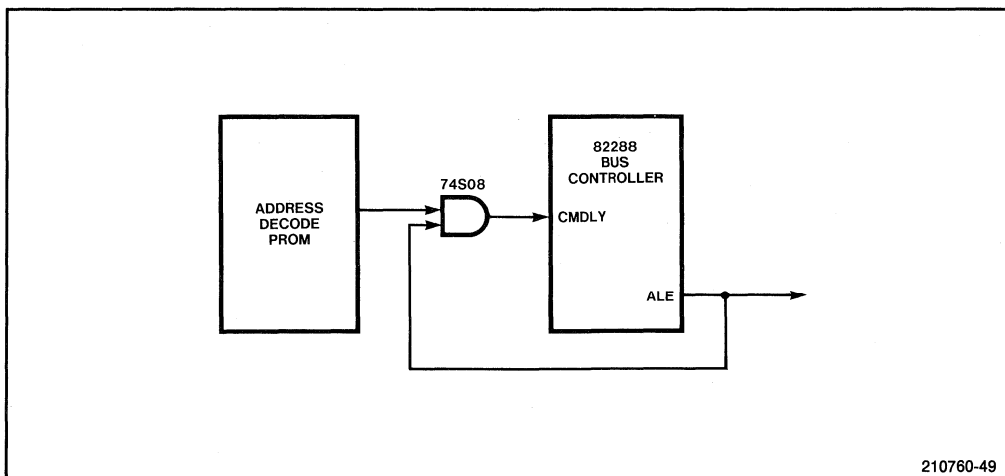 ADDRESS
DECODE
PROM
74S08
82288
BUS
CONTROLLER
CMDLY
ALE
210760-49